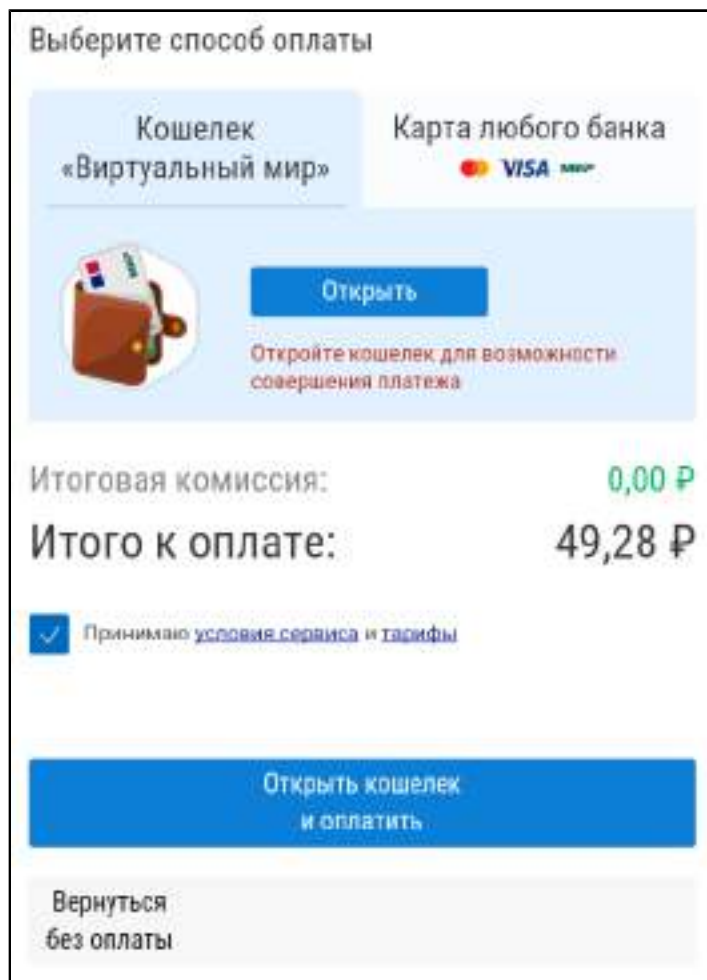 Выберите способ оплаты
Кошелек
«Виртуальный мир»
Карта любого банка
VISA МИР
Открыть
Откройте кошелек для возможности
совершения платежа
Итоговая комиссия: 0,00 ₽
Итого к оплате: 49,28 ₽
Принимаю условия сервиса и тарифы
Открыть кошелек
и оплатить
Вернуться
без оплаты